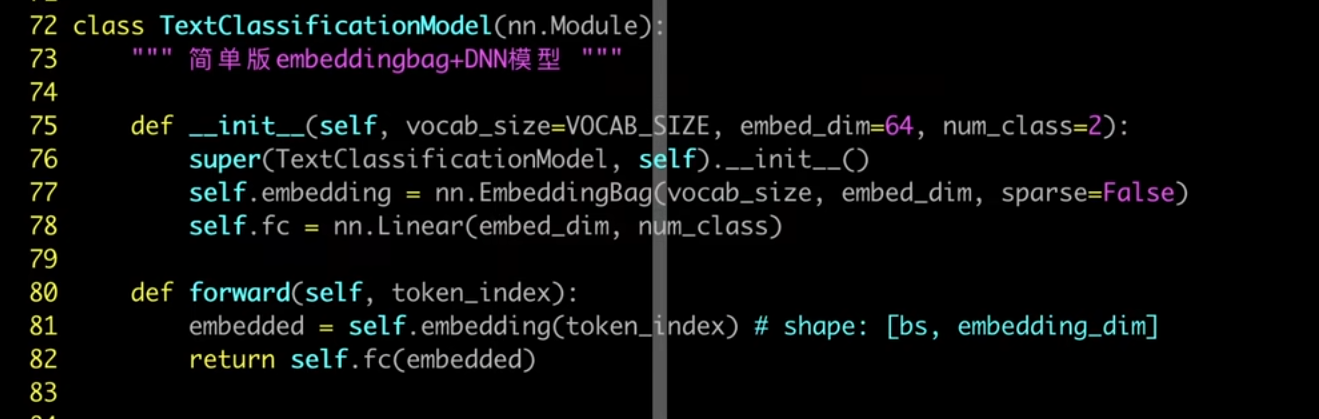 72 class TextClassificationModel(nn.Module):
73     """ 简单版embeddingbag+DNN模型 """
74
75     def __init__(self, vocab_size=VOCAB_SIZE, embed_dim=64, num_class=2):
76         super(TextClassificationModel, self).__init__()
77         self.embedding = nn.EmbeddingBag(vocab_size, embed_dim, sparse=False)
78         self.fc = nn.Linear(embed_dim, num_class)
79
80     def forward(self, token_index):
81         embedded = self.embedding(token_index) # shape: [bs, embedding_dim]
82         return self.fc(embedded)
83